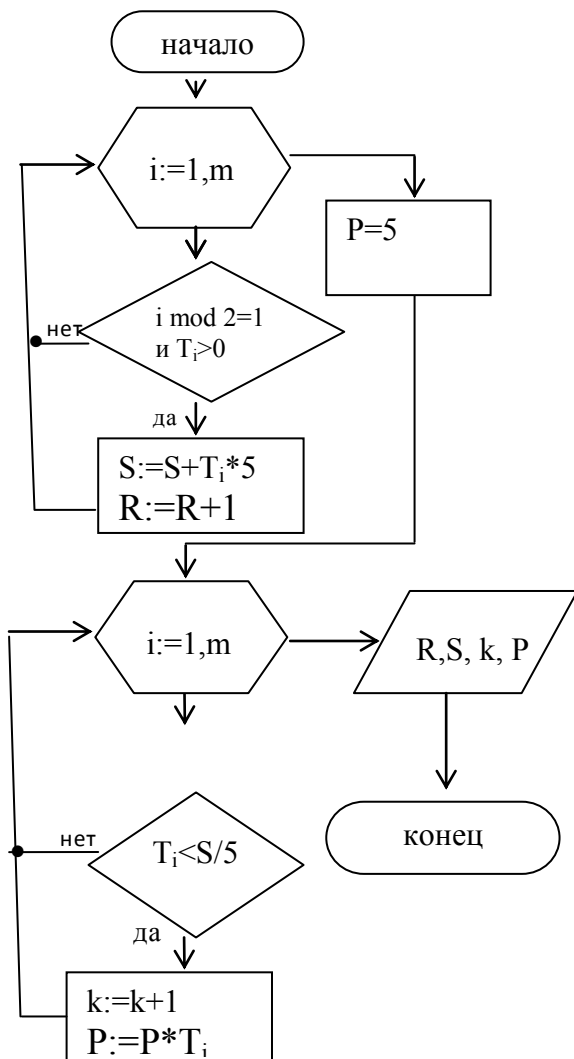 начало
i:=1,m
P=5
нет
i mod 2=1
и Tᵢ>0
да
S:=S+Tᵢ*5
R:=R+1
i:=1,m
R,S, k, P
нет
Tᵢ<S/5
конец
да
k:=k+1
P:=P*Tᵢ